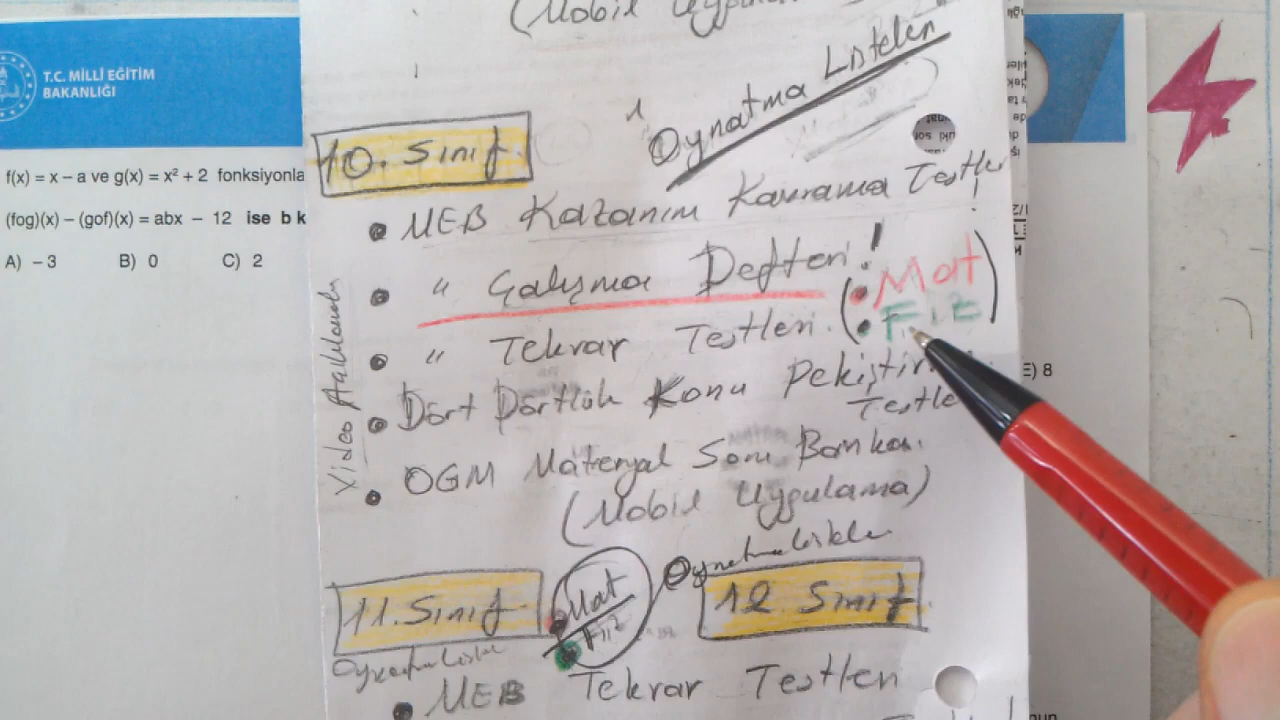 (Mobil Uygulama
T.C. MİLLİ EĞİTİM
BAKANLIĞI
Oynatma Listeleri
10. Sınıf
f(x) = x – a ve g(x) = x² + 2 fonksiyonla
(fog)(x) – (gof)(x) = abx – 12 ise b k
A) – 3 B) 0 C) 2
E) 8
• MEB Kazanım Kavrama Testleri
• " Çalışma Defteri!
(• Mat
• Fiz)
• " Tekrar Testleri.
• Dört Dörtlük Konu Pekiştirme
Testle
• OGM Materyal Soru Bankası.
(Mobil Uygulama)
Video Açıklamalı
Oynatma Listeleri
11. Sınıf
• Mat
• Fiz
12. Sınıf.
Oynatma Listesi
• MEB Tekrar Testleri